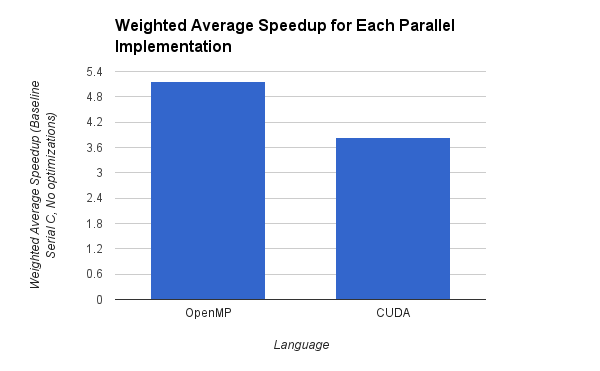 Weighted Average Speedup for Each Parallel
Implementation
Weighted Average Speedup (Baseline
Serial C, No optimizations)
5.4
4.8
4.2
3.6
3
2.4
1.8
1.2
0.6
0
OpenMP
CUDA
Language